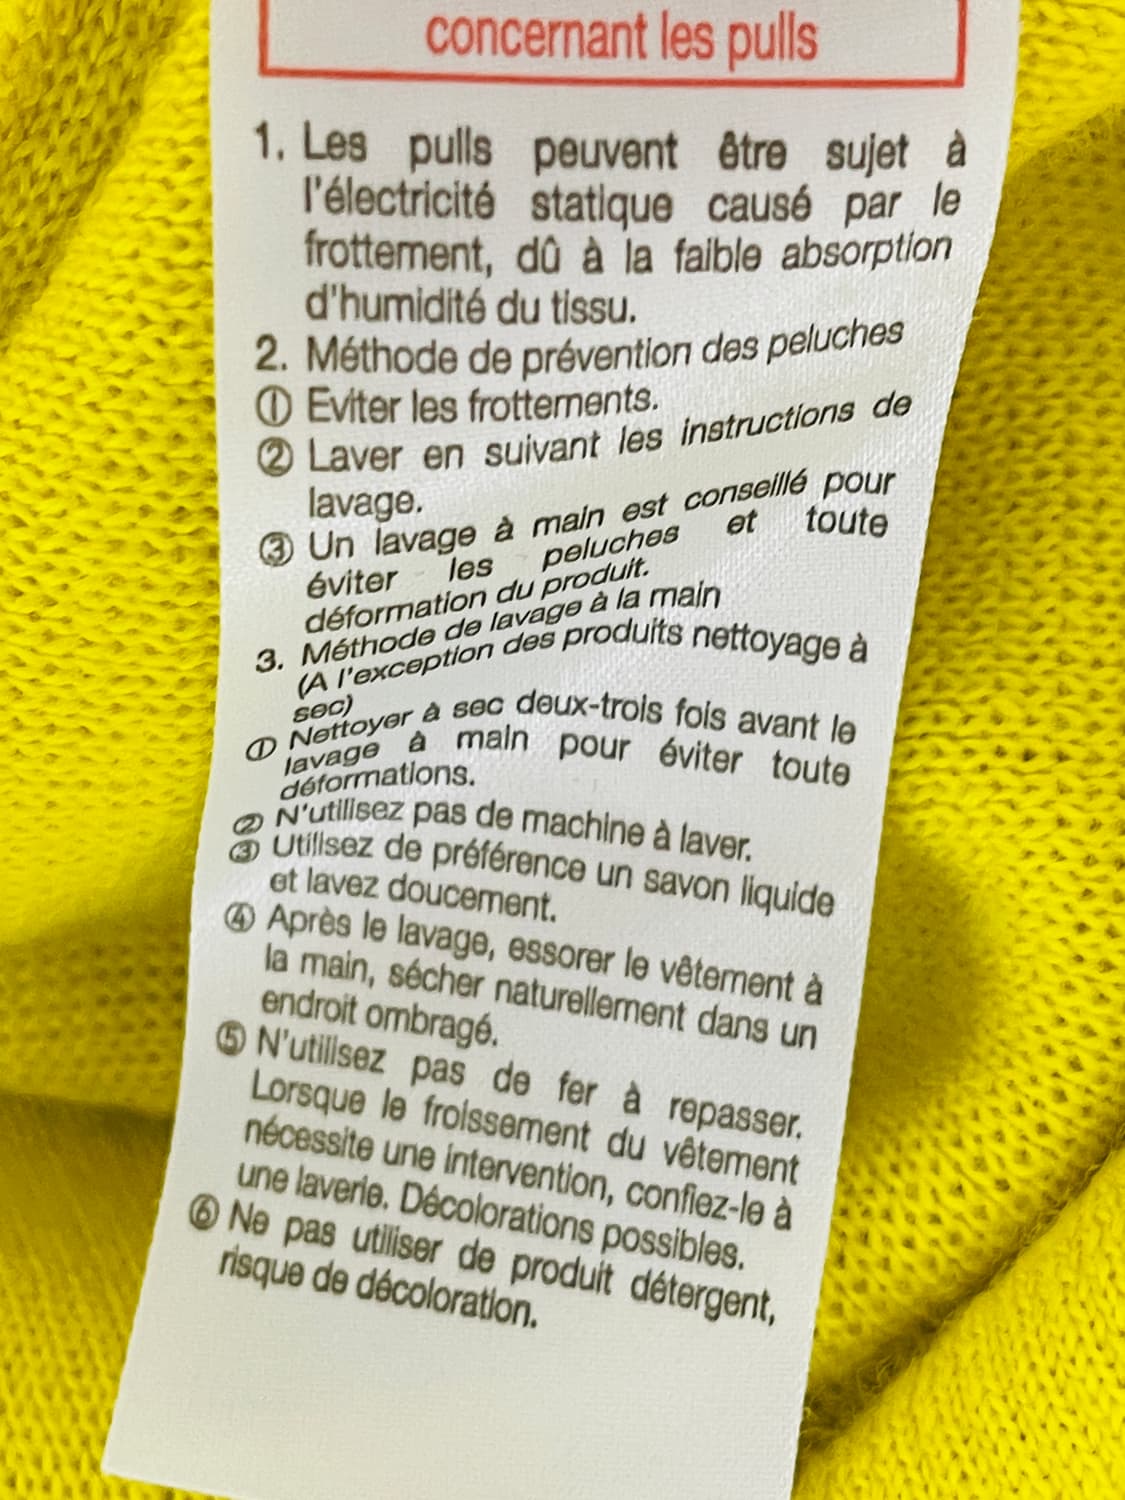 concernant les pulls
1. Les pulls peuvent être sujet à
l'électricité statique causé par le
frottement, dû à la faible absorption
d'humidité du tissu.
2. Méthode de prévention des peluches
① Eviter les frottements.
② Laver en suivant les instructions de
lavage.
③ Un lavage à main est conseillé pour
éviter les peluches et toute
déformation du produit.
3. Méthode de lavage à la main
(A l'exception des produits nettoyage à
sec)
① Nettoyer à sec deux-trois fois avant le
lavage à main pour éviter toute
déformations.
② N'utilisez pas de machine à laver.
③ Utilisez de préférence un savon liquide
et lavez doucement.
④ Après le lavage, essorer le vêtement à
la main, sécher naturellement dans un
endroit ombragé.
⑤ N'utilisez pas de fer à repasser.
Lorsque le froissement du vêtement
nécessite une intervention, confiez-le à
une laverie. Décolorations possibles.
⑥ Ne pas utiliser de produit détergent,
risque de décoloration.